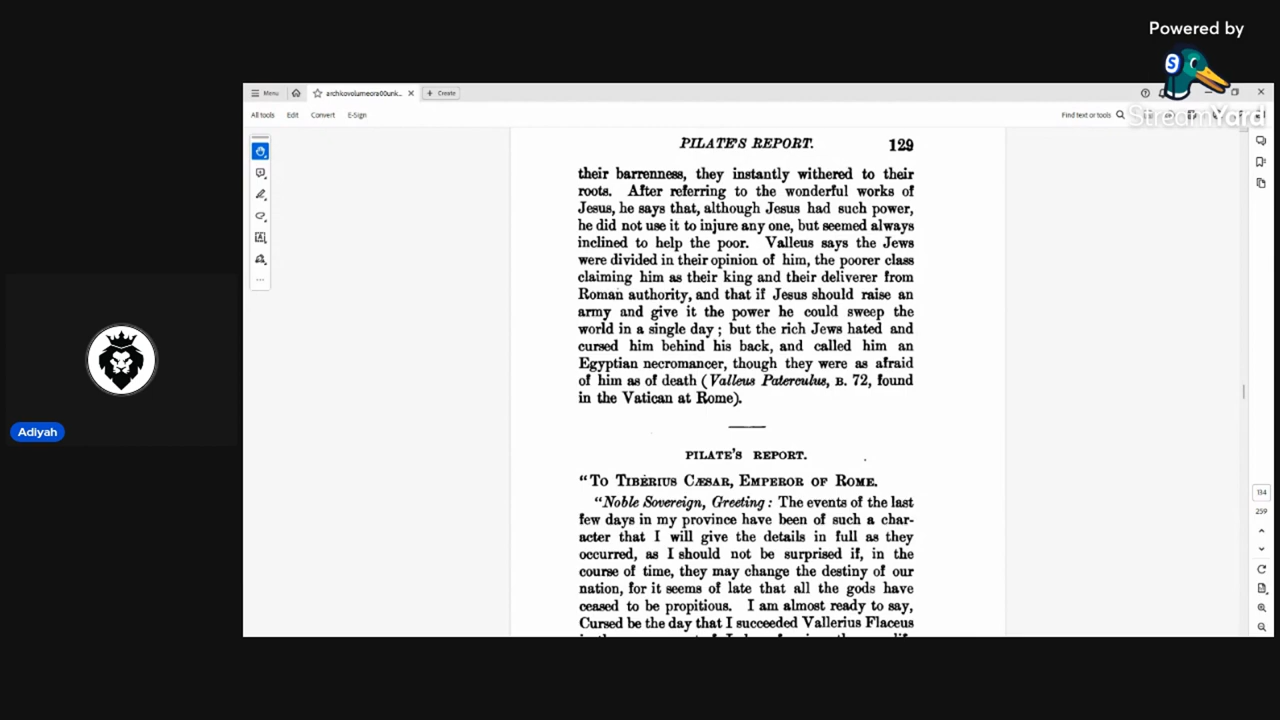 Powered by
S
StreamYard
Menu
archkovolumeora00unk...
Create
All tools
Edit
Convert
E-Sign
Find text or tools
PILATE'S REPORT.
129
their barrenness, they instantly withered to their
roots. After referring to the wonderful works of
Jesus, he says that, although Jesus had such power,
he did not use it to injure any one, but seemed always
inclined to help the poor. Valleus says the Jews
were divided in their opinion of him, the poorer class
claiming him as their king and their deliverer from
Roman authority, and that if Jesus should raise an
army and give it the power he could sweep the
world in a single day ; but the rich Jews hated and
cursed him behind his back, and called him an
Egyptian necromancer, though they were as afraid
of him as of death (Valleus Paterculus, B. 72, found
in the Vatican at Rome).
PILATE'S REPORT.
"To Tiberius Cæsar, Emperor of Rome.
"Noble Sovereign, Greeting : The events of the last
few days in my province have been of such a char-
acter that I will give the details in full as they
occurred, as I should not be surprised if, in the
course of time, they may change the destiny of our
nation, for it seems of late that all the gods have
ceased to be propitious. I am almost ready to say,
Cursed be the day that I succeeded Vallerius Flaceus
134
259
Adiyah